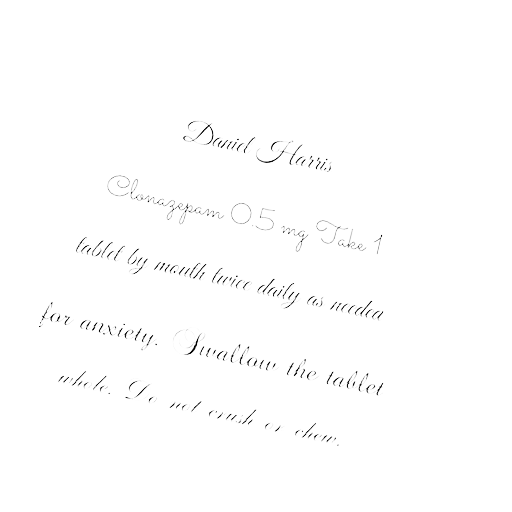 Daniel Harris
Clonazepam 0.5 mg Take 1
tablet by mouth twice daily as needed
for anxiety. Swallow the tablet
whole. Do not crush or chew.